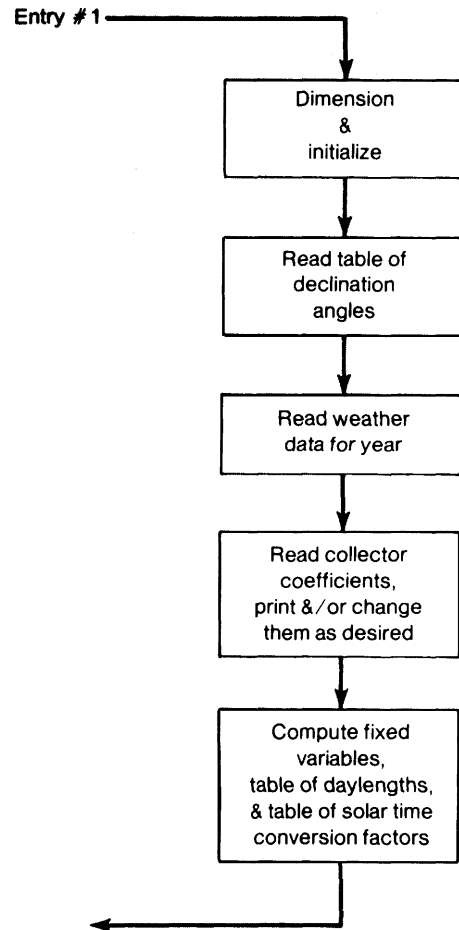 Entry #1
Dimension
&
initialize
Read table of
declination
angles
Read weather
data for year
Read collector
coefficients,
print &/or change
them as desired
Compute fixed
variables,
table of daylengths,
& table of solar time
conversion factors